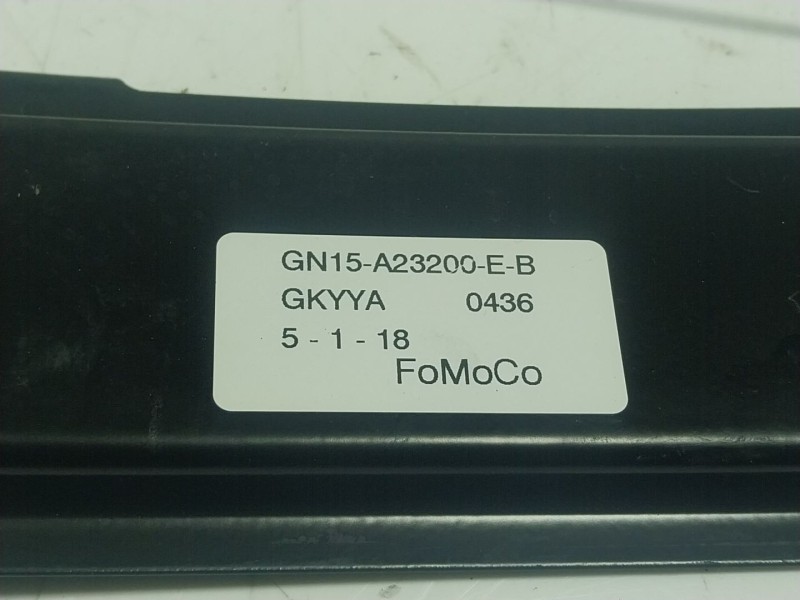 GN15-A23200-E-B
GKYYA 0436
5 - 1 - 18
FoMoCo